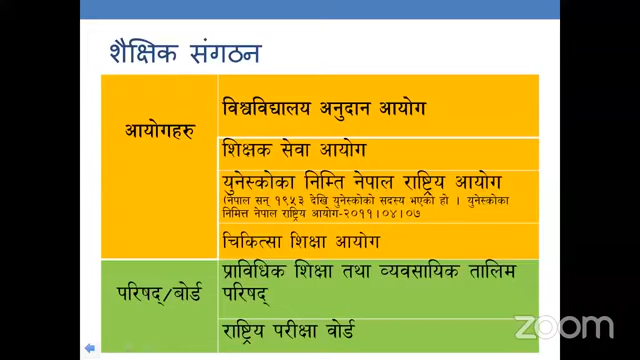 शैक्षिक संगठन
आयोगहरु
विश्वविद्यालय अनुदान आयोग
शिक्षक सेवा आयोग
युनेस्कोका निम्ति नेपाल राष्ट्रिय आयोग
(नेपाल सन् १९५३ देखि युनेस्कोको सदस्य भएको हो । युनेस्कोका
निमित्त नेपाल राष्ट्रिय आयोग-२०११।०४।०७
चिकित्सा शिक्षा आयोग
परिषद्/बोर्ड
प्राविधिक शिक्षा तथा व्यवसायिक तालिम
परिषद्
राष्ट्रिय परीक्षा वोर्ड
zoom